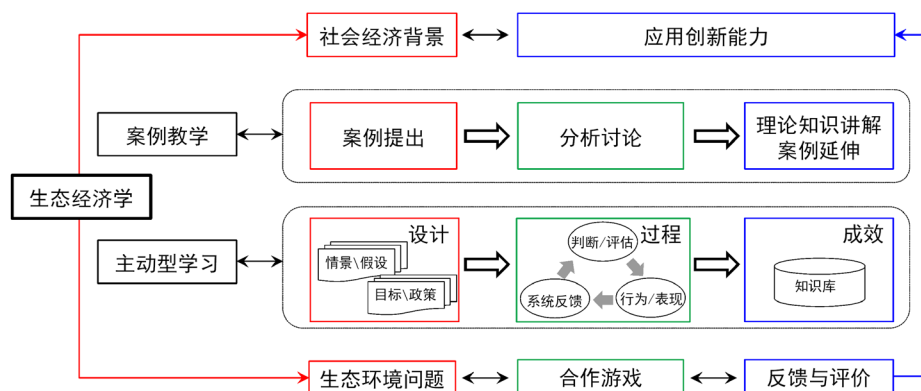 社会经济背景
应用创新能力
案例教学
案例提出
分析讨论
理论知识讲解
案例延伸
生态经济学
主动型学习
设计
情景\假设
目标\政策
过程
判断/评估
系统反馈
行为/表现
成效
知识库
生态环境问题
合作游戏
反馈与评价